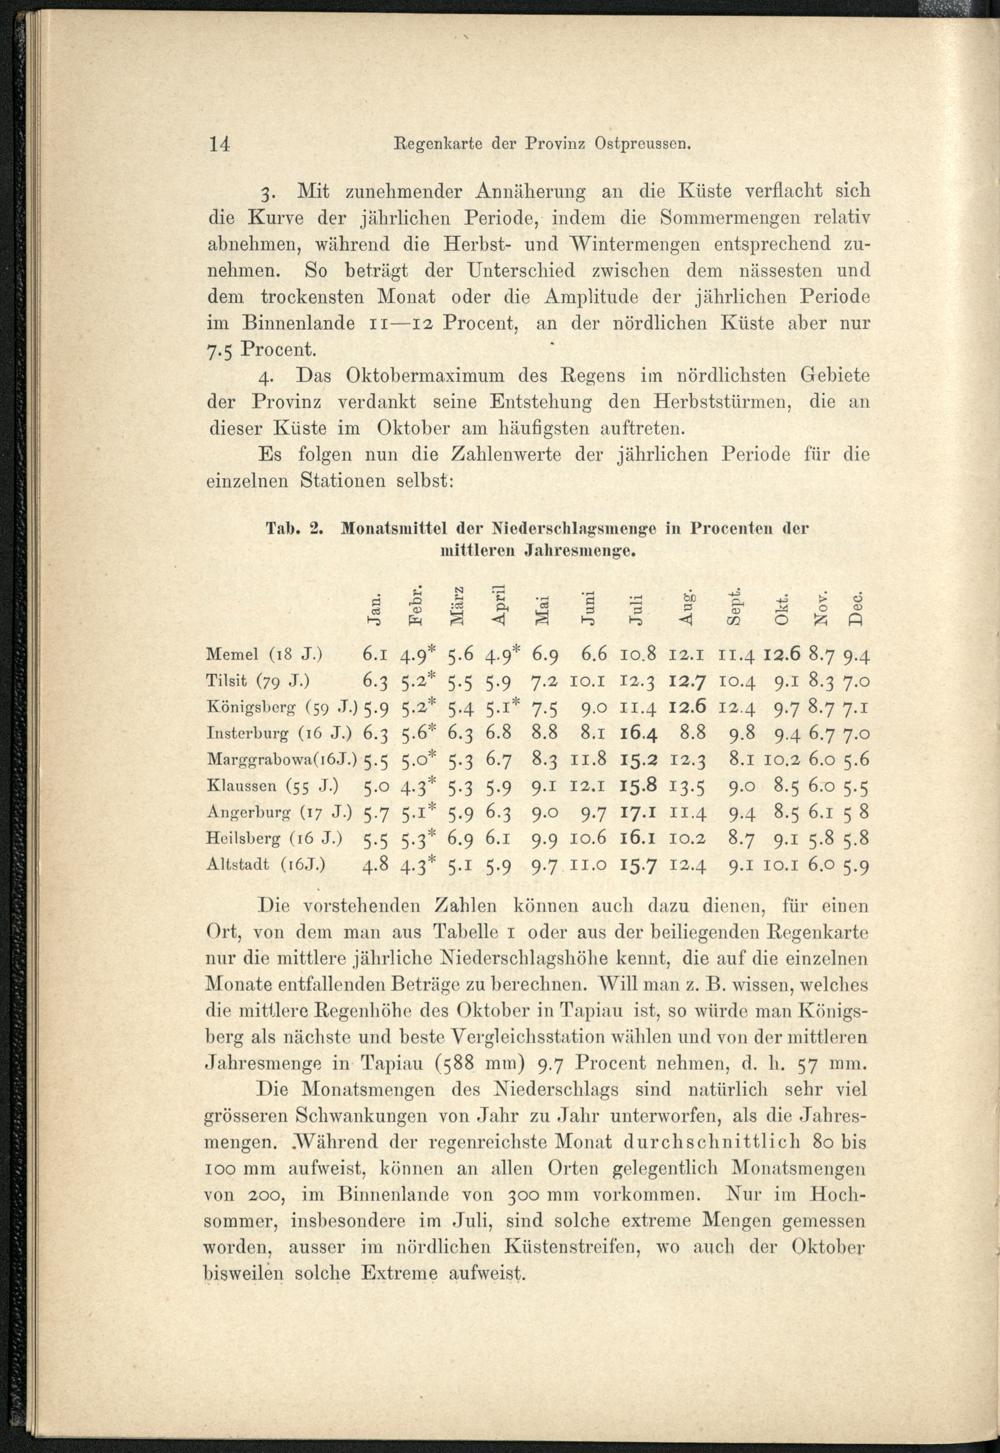 14 Regenkarte der Provinz Ostpreussen.
3. Mit zunehmender Annäherung an die Küste verflacht sich
die Kurve der jährlichen Periode, indem die Sommermengen relativ
abnehmen, während die Herbst- und Wintermengen entsprechend zu-
nehmen. So beträgt der Unterschied zwischen dem nässesten und
dem trockensten Monat oder die Amplitude der jährlichen Periode
im Binnenlande 11—12 Procent, an der nördlichen Küste aber nur
7.5 Procent.
4. Das Oktobermaximum des Regens im nördlichsten Gebiete
der Provinz verdankt seine Entstehung den Herbststürmen, die an
dieser Küste im Oktober am häufigsten auftreten.
Es folgen nun die Zahlenwerte der jährlichen Periode für die
einzelnen Stationen selbst:
Tab. 2. Monatsmittel der Niederschlagsmenge in Procenten der
mittleren Jahresmenge.
Jan. Febr. März April Mai Juni Juli Aug. Sept. Okt. Nov. Dec.
Memel (18 J.) 6.1 4.9* 5.6 4.9* 6.9 6.6 10.8 12.1 11.4 12.6 8.7 9.4
Tilsit (79 J.) 6.3 5.2* 5.5 5.9 7.2 10.1 12.3 12.7 10.4 9.1 8.3 7.0
Königsberg (59 J.) 5.9 5.2* 5.4 5.1* 7.5 9.0 11.4 12.6 12.4 9.7 8.7 7.1
Insterburg (16 J.) 6.3 5.6* 6.3 6.8 8.8 8.1 16.4 8.8 9.8 9.4 6.7 7.0
Marggrabowa(16J.) 5.5 5.0* 5.3 6.7 8.3 11.8 15.2 12.3 8.1 10.2 6.0 5.6
Klaussen (55 J.) 5.0 4.3* 5.3 5.9 9.1 12.1 15.8 13.5 9.0 8.5 6.0 5.5
Angerburg (17 J.) 5.7 5.1* 5.9 6.3 9.0 9.7 17.1 11.4 9.4 8.5 6.1 5 8
Heilsberg (16 J.) 5.5 5.3* 6.9 6.1 9.9 10.6 16.1 10.2 8.7 9.1 5.8 5.8
Altstadt (16J.) 4.8 4.3* 5.1 5.9 9.7 11.0 15.7 12.4 9.1 10.1 6.0 5.9
Die vorstehenden Zahlen können auch dazu dienen, für einen
Ort, von dem man aus Tabelle 1 oder aus der beiliegenden Regenkarte
nur die mittlere jährliche Niederschlagshöhe kennt, die auf die einzelnen
Monate entfallenden Beträge zu berechnen. Will man z. B. wissen, welches
die mittlere Regenhöhe des Oktober in Tapiau ist, so würde man Königs-
berg als nächste und beste Vergleichsstation wählen und von der mittleren
Jahresmenge in Tapiau (588 mm) 9.7 Procent nehmen, d. h. 57 mm.
Die Monatsmengen des Niederschlags sind natürlich sehr viel
grösseren Schwankungen von Jahr zu Jahr unterworfen, als die Jahres-
mengen. Während der regenreichste Monat durchschnittlich 80 bis
100 mm aufweist, können an allen Orten gelegentlich Monatsmengen
von 200, im Binnenlande von 300 mm vorkommen. Nur im Hoch-
sommer, insbesondere im Juli, sind solche extreme Mengen gemessen
worden, ausser im nördlichen Küstenstreifen, wo auch der Oktober
bisweilen solche Extreme aufweist.